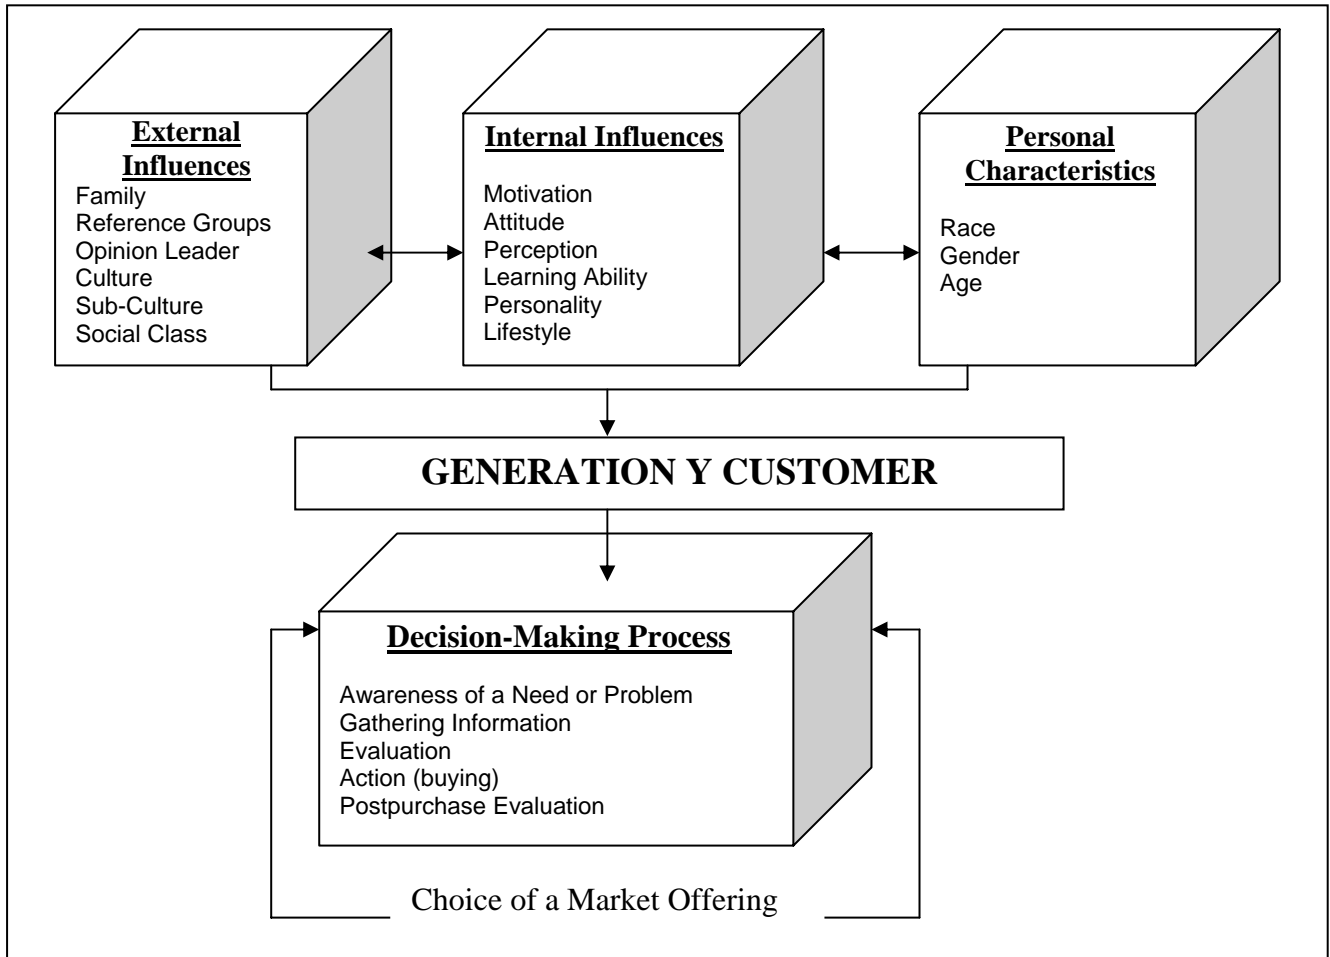 External
Influences
Family
Reference Groups
Opinion Leader
Culture
Sub-Culture
Social Class
Internal Influences
Motivation
Attitude
Perception
Learning Ability
Personality
Lifestyle
Personal
Characteristics
Race
Gender
Age
GENERATION Y CUSTOMER
Decision-Making Process
Awareness of a Need or Problem
Gathering Information
Evaluation
Action (buying)
Postpurchase Evaluation
Choice of a Market Offering